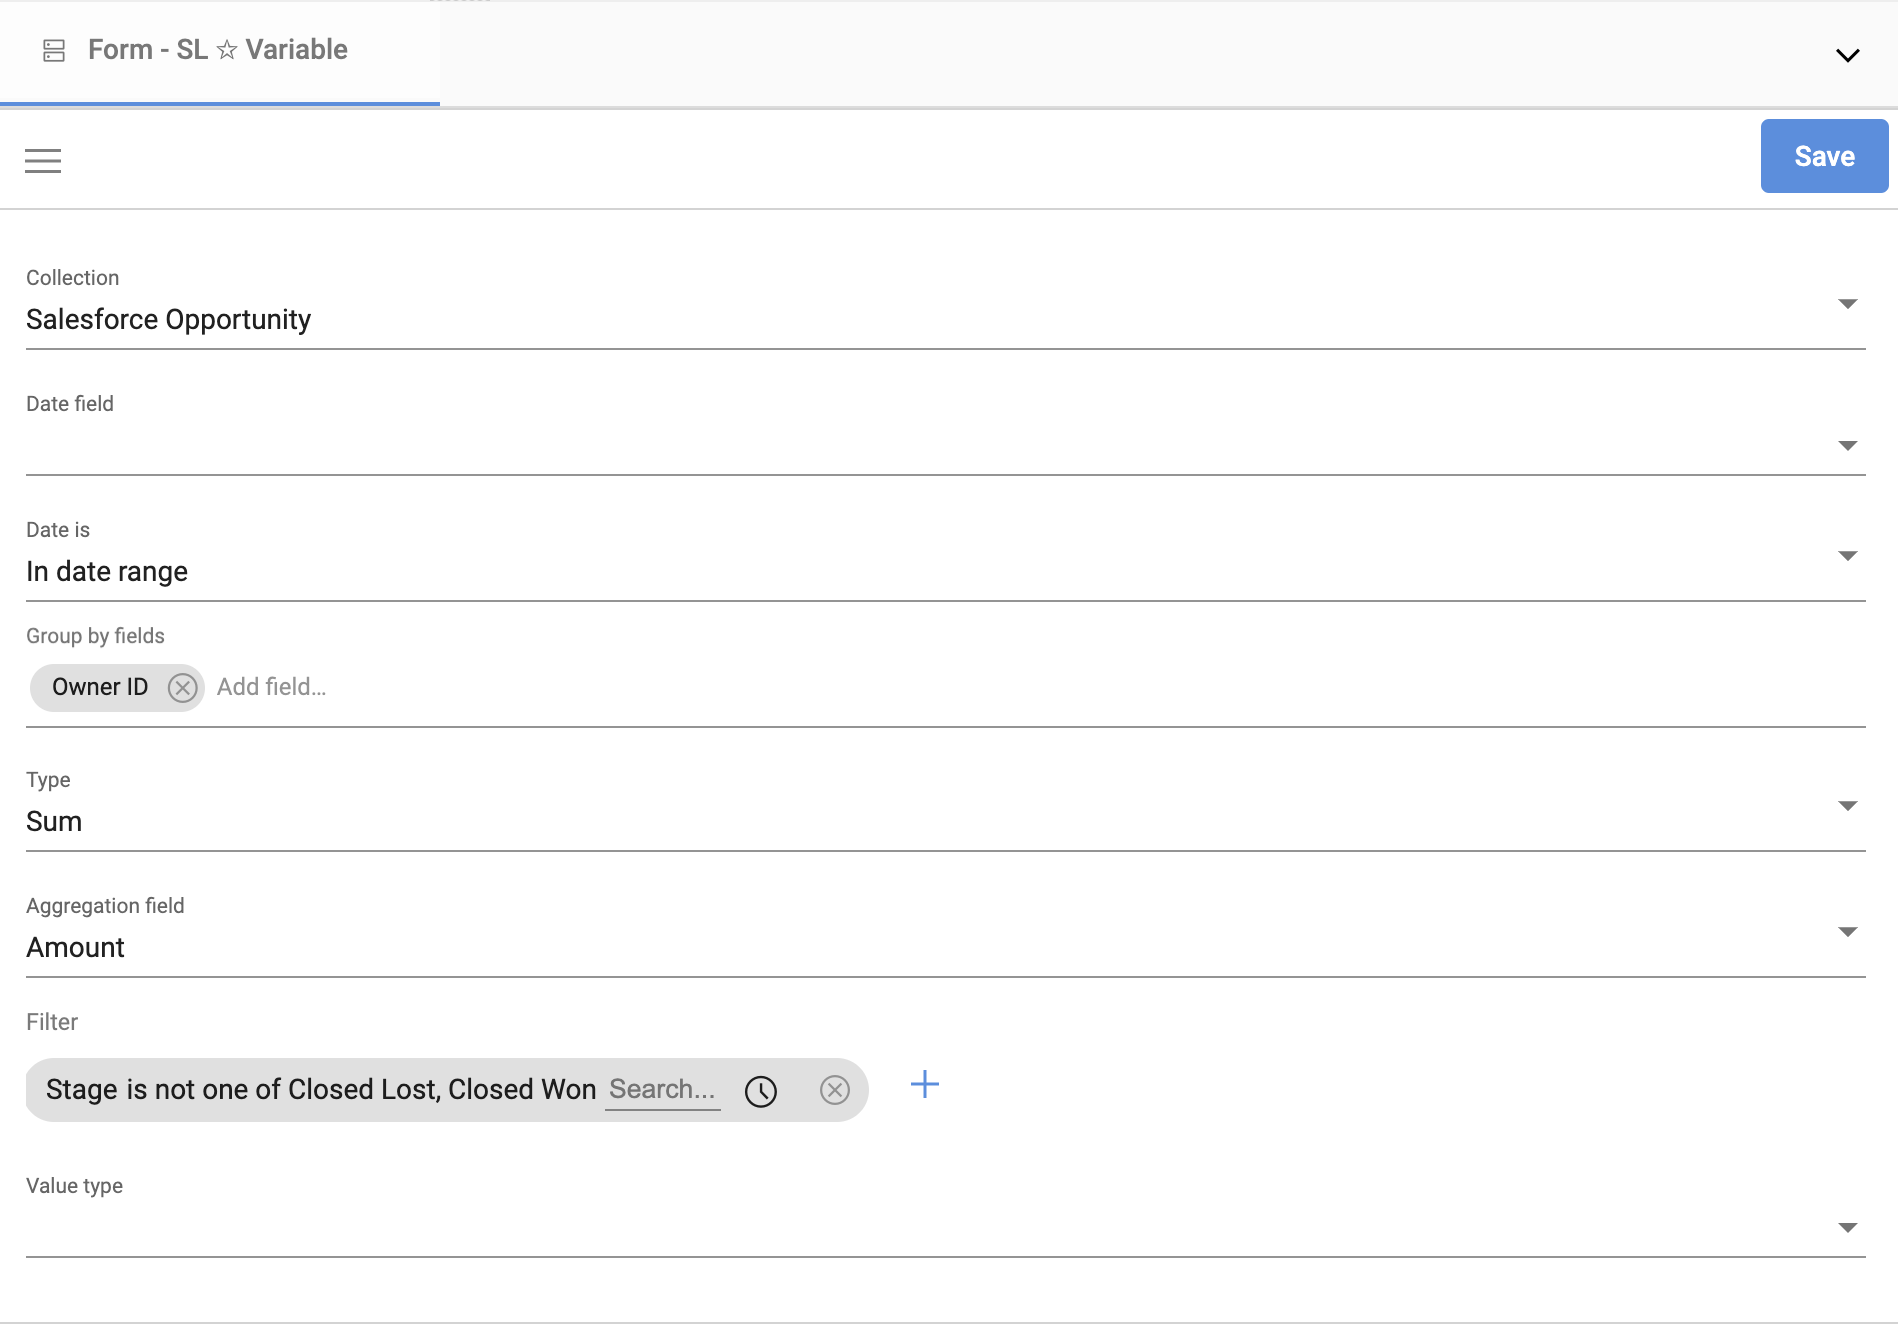 Form - SL ☆ Variable
Save
Collection
Salesforce Opportunity
Date field
Date is
In date range
Group by fields
Owner ID Add field...
Type
Sum
Aggregation field
Amount
Filter
Stage is not one of Closed Lost, Closed Won Search...
Value type